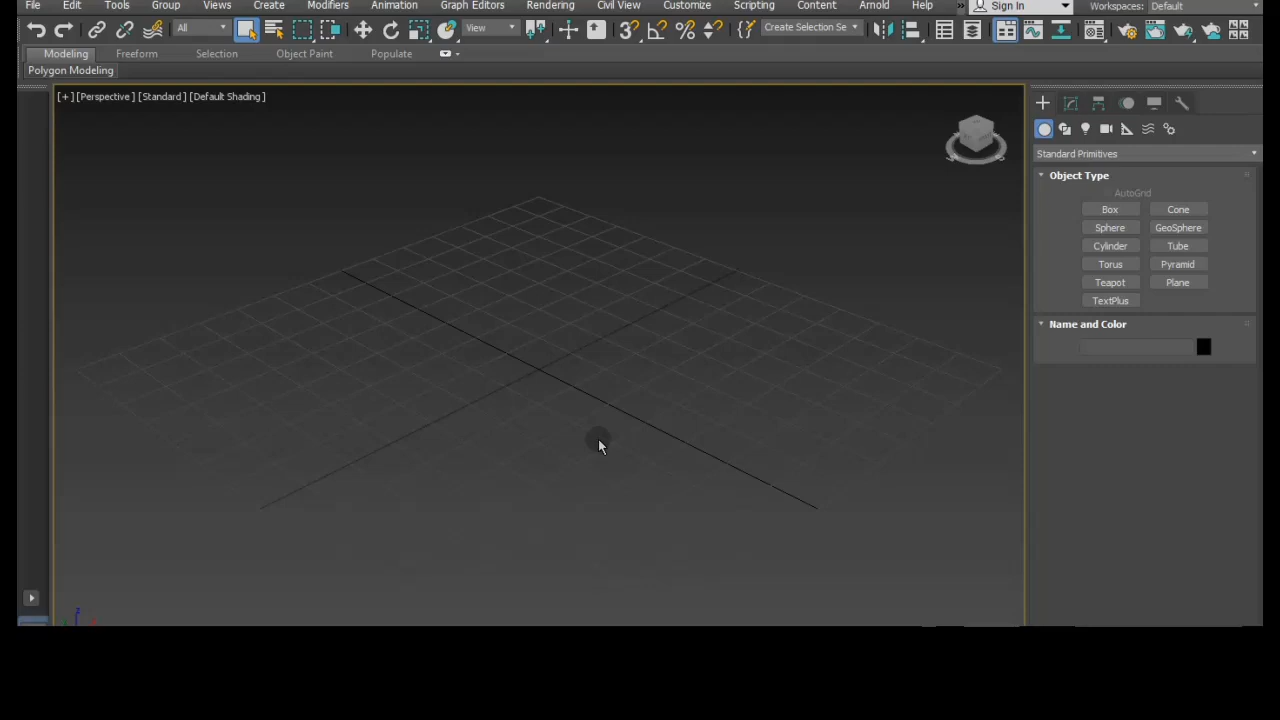 File Edit Tools Group Views Create Modifiers Animation Graph Editors Rendering Civil View Customize Scripting Content Arnold Help » Sign In Workspaces: Default
All View Create Selection Se
Modeling Freeform Selection Object Paint Populate
Polygon Modeling
[+] [Perspective] [Standard] [Default Shading]
Standard Primitives
Object Type
AutoGrid
Box Cone
Sphere GeoSphere
Cylinder Tube
Torus Pyramid
Teapot Plane
TextPlus
Name and Color
z